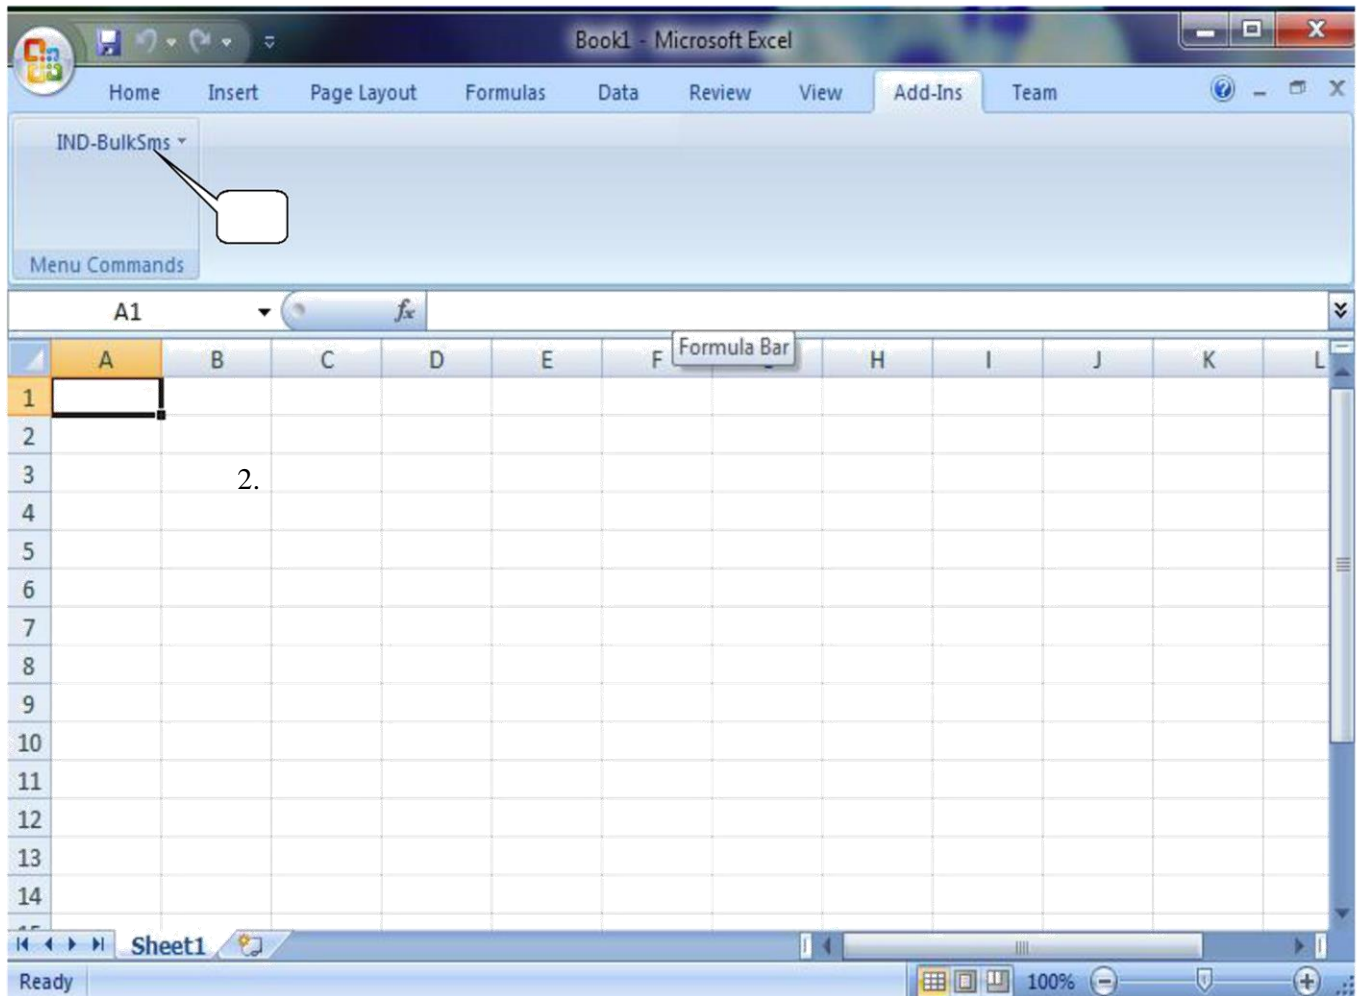 Book1 - Microsoft Excel
Home Insert Page Layout Formulas Data Review View Add-Ins Team
IND-BulkSms
Menu Commands
A1 fx
Formula Bar
A B C D E F H I J K L
1
2
3 2.
4
5
6
7
8
9
10
11
12
13
14
Sheet1
Ready 100%